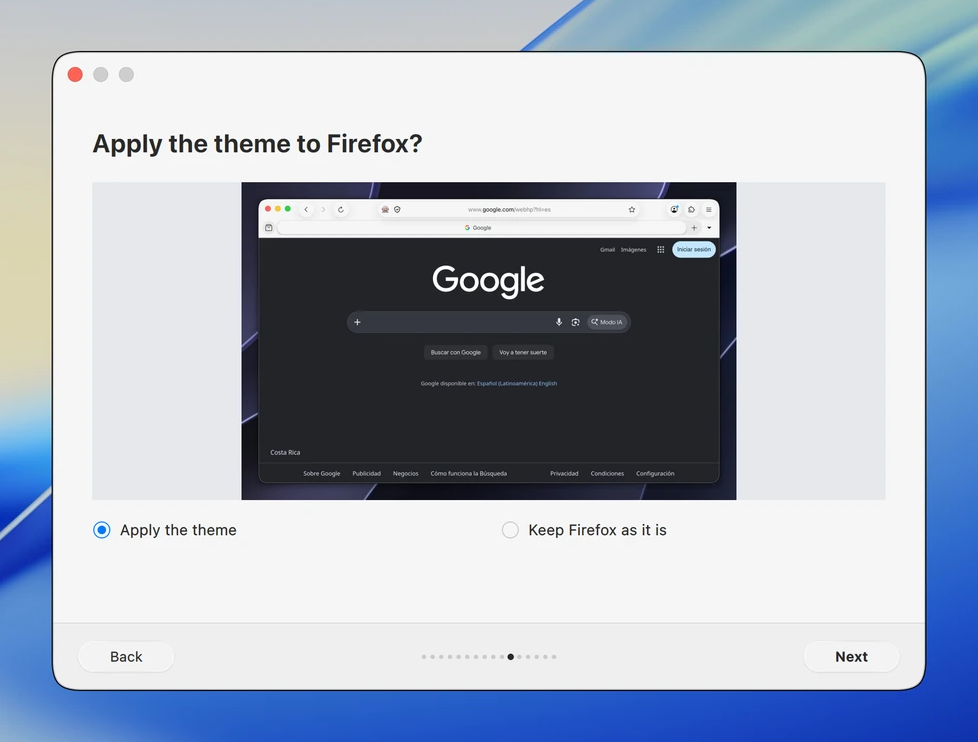 Apply the theme to Firefox?
www.google.com/webhp?hl=es
Google
Gmail Imágenes Iniciar sesión
Google
Modo IA
Buscar con Google Voy a tener suerte
Google disponible en: Español (Latinoamérica) English
Costa Rica
Sobre Google Publicidad Negocios Cómo funciona la Búsqueda Privacidad Condiciones Configuración
Apply the theme Keep Firefox as it is
Back Next